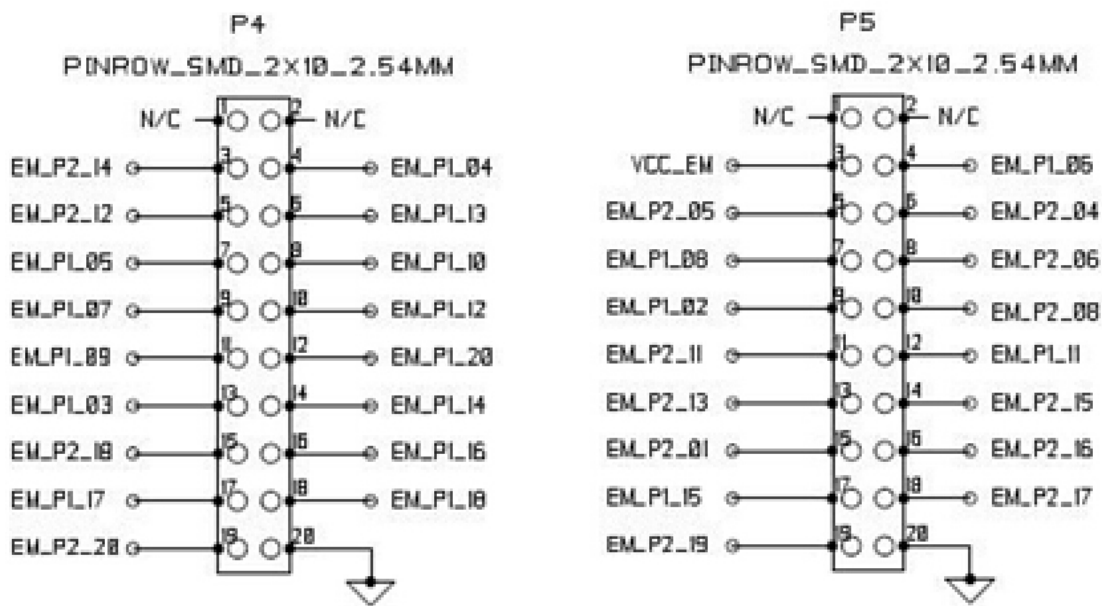 P4
PINROW_SMD_2X10_2.54MM
1 2
N/C N/C
EM_P2_14 3 4 EM_P1_04
EM_P2_12 5 6 EM_P1_13
EM_P1_05 7 8 EM_P1_10
EM_P1_07 9 10 EM_P1_12
EM_P1_09 11 12 EM_P1_20
EM_P1_03 13 14 EM_P1_14
EM_P2_18 15 16 EM_P1_16
EM_P1_17 17 18 EM_P1_18
EM_P2_20 19 20
P5
PINROW_SMD_2X10_2.54MM
1 2
N/C N/C
VCC_EM 3 4 EM_P1_06
EM_P2_05 5 6 EM_P2_04
EM_P1_08 7 8 EM_P2_06
EM_P1_02 9 10 EM_P2_08
EM_P2_11 11 12 EM_P1_11
EM_P2_13 13 14 EM_P2_15
EM_P2_01 15 16 EM_P2_16
EM_P1_15 17 18 EM_P2_17
EM_P2_19 19 20